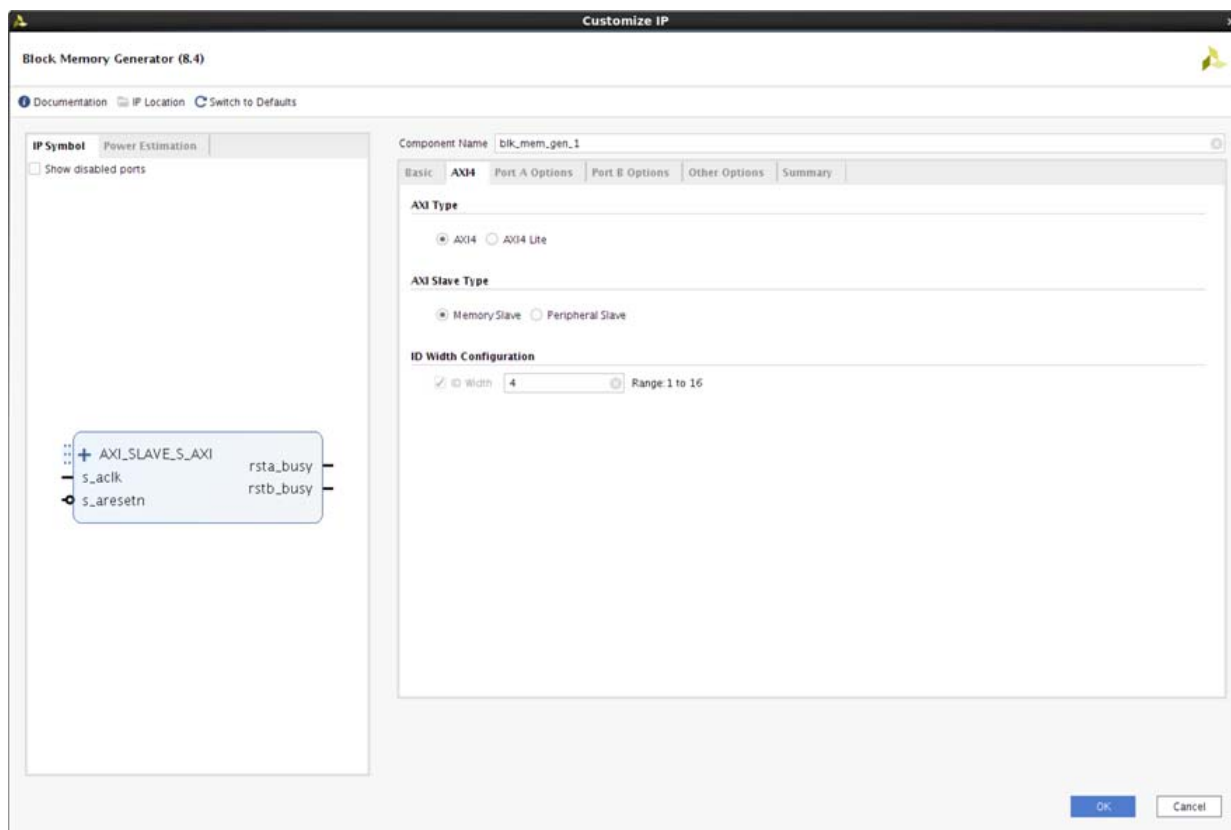 Customize IP
Block Memory Generator (8.4)
Documentation IP Location Switch to Defaults
IP Symbol Power Estimation
Show disabled ports
AXI_SLAVE_S_AXI
s_aclk
s_aresetn
rsta_busy
rstb_busy
Component Name blk_mem_gen_1
Basic AXI4 Port A Options Port B Options Other Options Summary
AXI Type
AXI4 AXI4 Lite
AXI Slave Type
Memory Slave Peripheral Slave
ID Width Configuration
ID Width 4 Range: 1 to 16
OK Cancel